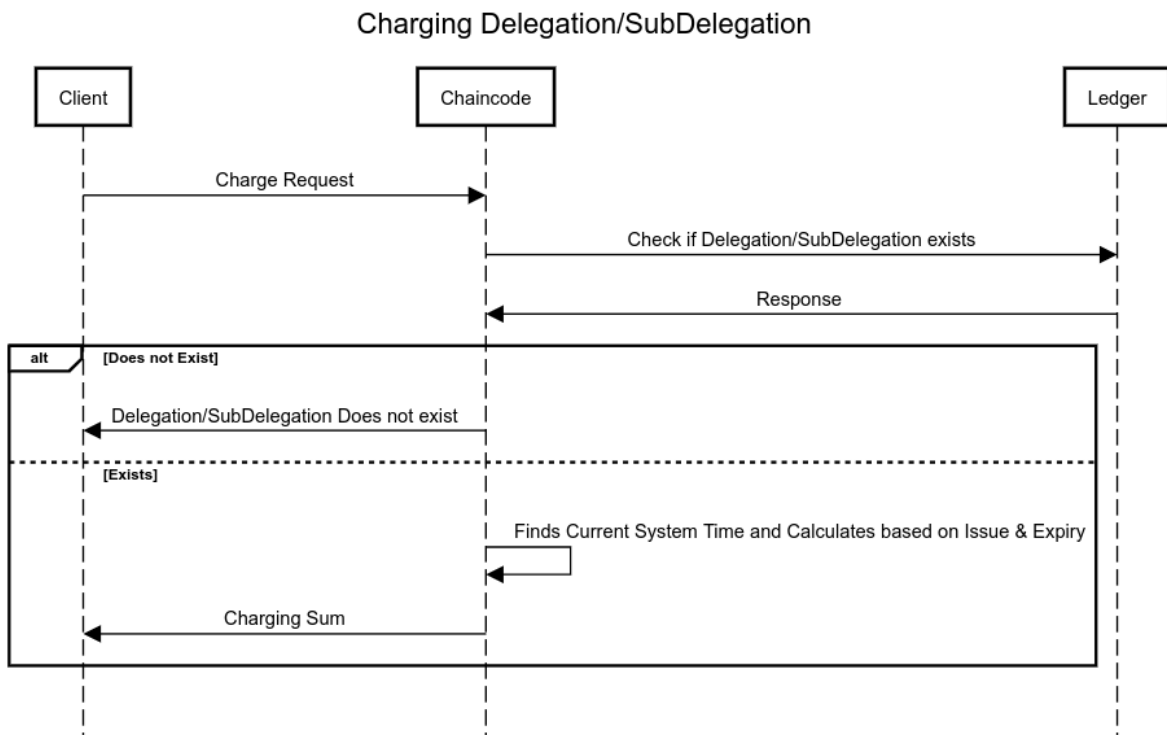 Charging Delegation/SubDelegation
Client
Chaincode
Ledger
Charge Request
Check if Delegation/SubDelegation exists
Response
alt
[Does not Exist]
Delegation/SubDelegation Does not exist
[Exists]
Finds Current System Time and Calculates based on Issue & Expiry
Charging Sum